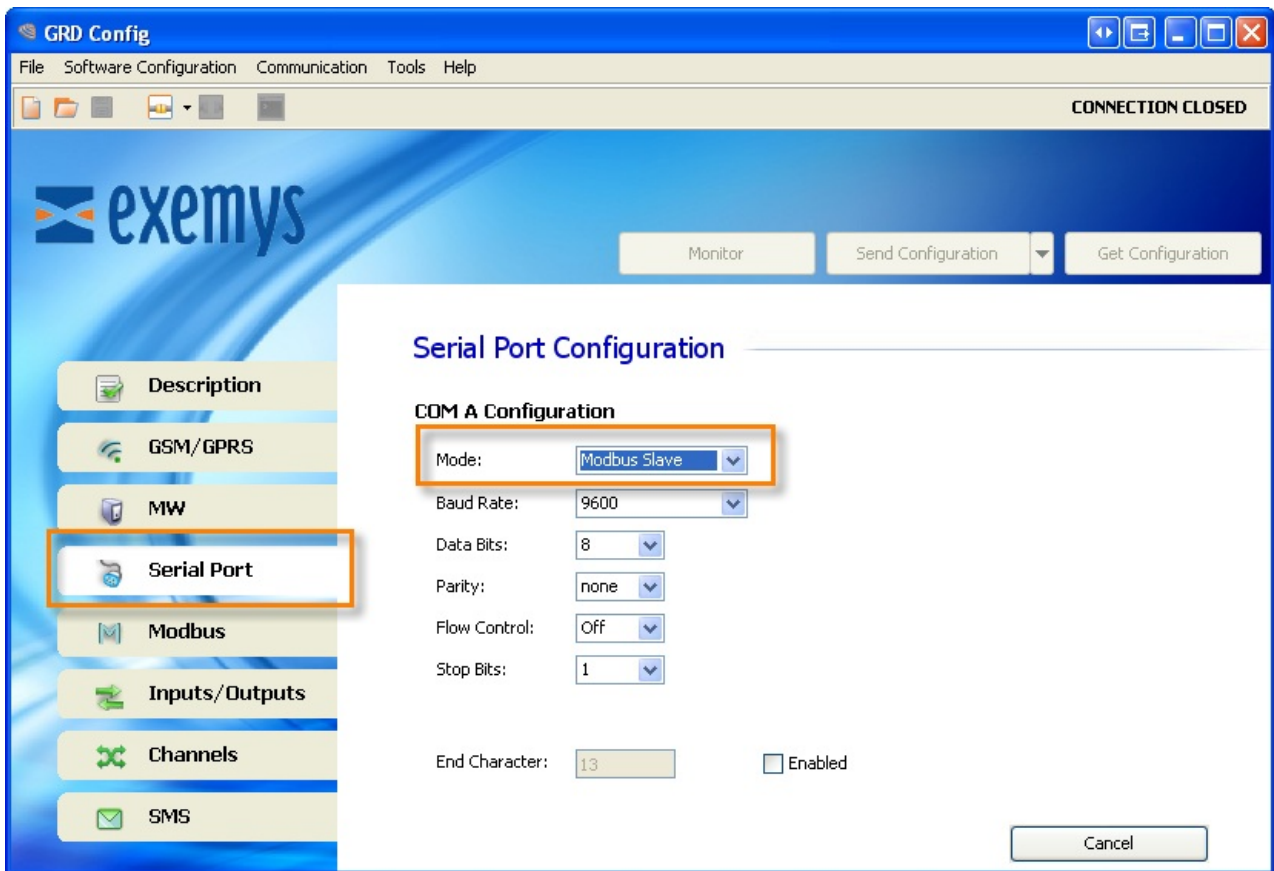 GRD Config
File Software Configuration Communication Tools Help
CONNECTION CLOSED
exemys
Monitor Send Configuration Get Configuration
Serial Port Configuration
Description
COM A Configuration
GSM/GPRS
Mode: Modbus Slave
MW
Baud Rate: 9600
Data Bits: 8
Serial Port
Parity: none
Modbus
Flow Control: Off
Stop Bits: 1
Inputs/Outputs
Channels
End Character: 13 Enabled
SMS
Cancel